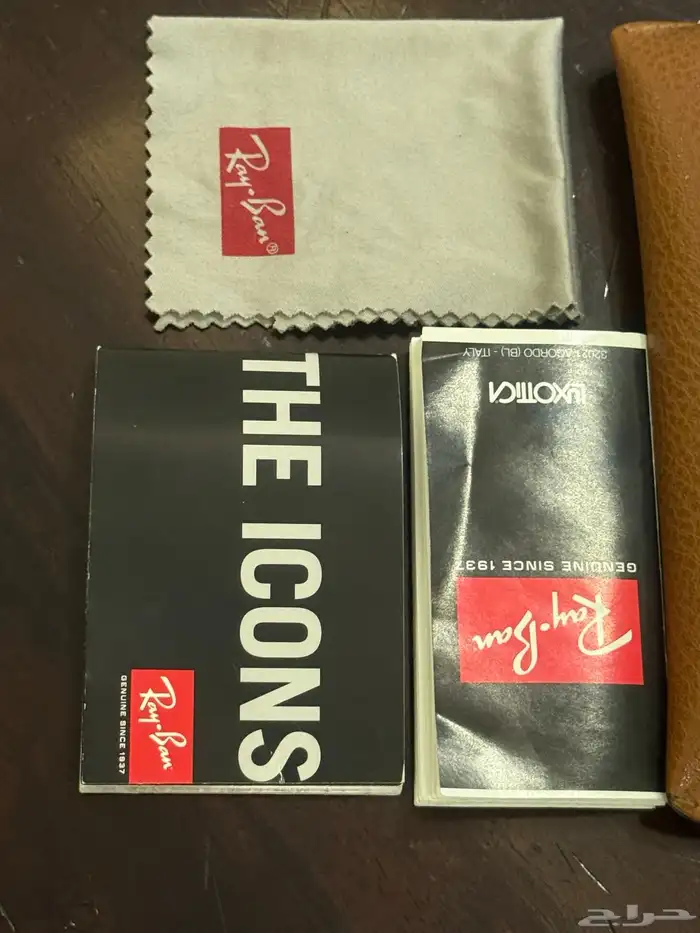 Ray·Ban®
THE ICONS
Ray·Ban
GENUINE SINCE 1937
Ray·Ban
GENUINE SINCE 1937
LUXOTTICA
32021 AGORDO (BL) - ITALY
حراج